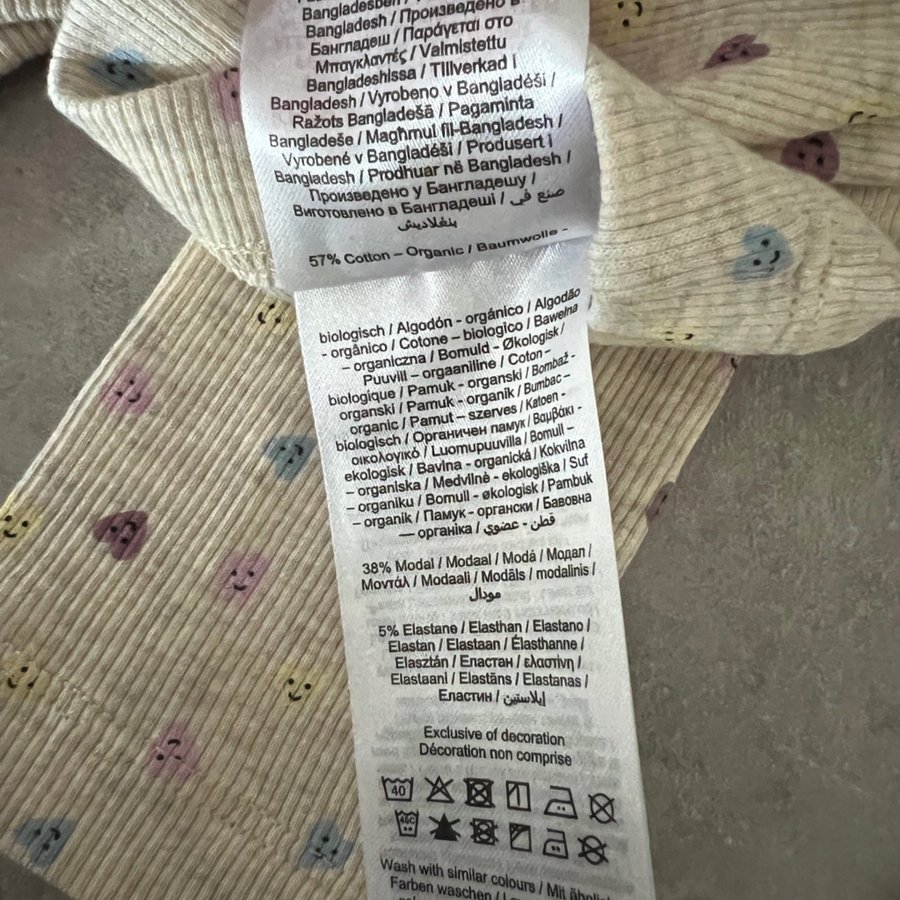 Bangladesh / Произведено в
Бангладеш / Παράγεται στο
Μπαγκλαντές / Valmistettu
Bangladeshissa / Tillverkad i
Bangladesh / Vyrobeno v Bangladéši /
Ražots Bangladešā / Pagaminta
Bangladeše / Magħmul fil-Bangladesh /
Vyrobené v Bangladéši / Produsert i
Bangladesh / Prodhuar në Bangladesh /
Произведено у Бангладешу /
Виготовлено в Бангладеші / صنع في
بنغلاديش
57% Cotton – Organic / Baumwolle -
biologisch / Algodón - orgánico / Algodão
- orgânico / Cotone – biologico / Bawełna
– organiczna / Bomuld – Økologisk /
Puuvill – orgaaniline / Coton –
biologique / Pamuk - organski / Bombaž -
organski / Pamuk - organik / Bumbac –
organic / Pamut – szerves / Katoen -
biologisch / Органичен памук / Βαμβάκι -
οικολογικό / Luomupuuvilla / Bomull –
ekologisk / Bavlna - organická / Kokvilna
– organiska / Medvilnė - ekologiška / Suf
organiku / Bomull - økologisk / Pambuk
– organik / Памук - органски / Бавовна
— органіка / قطن - عضوي
38% Modal / Modaal / Modá / Модал /
Μοντάλ / Modaali / Modāls / modalinis /
مودال
5% Elastane / Elasthan / Elastano /
Elastan / Elastaan / Élasthanne /
Elasztán / Еластан / ελαστίνη /
Elastaani / Elastāns / Elastanas /
Еластин / إيلاستين
Exclusive of decoration
Décoration non comprise
40
40C
Wash with similar colours / Mit ähnlichen
Farben waschen /